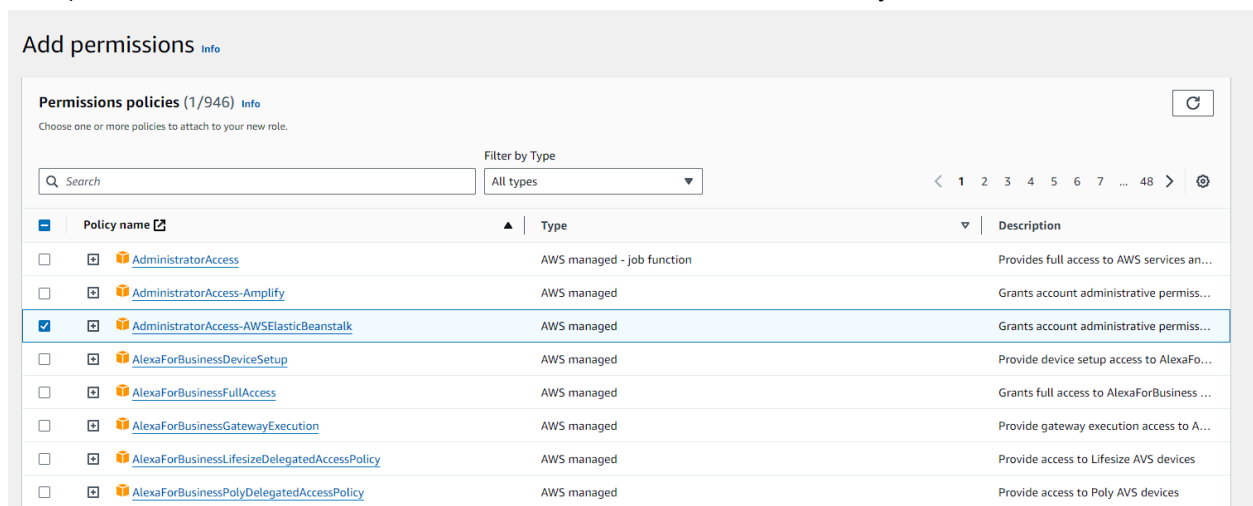 Add permissions Info
Permissions policies (1/946) Info
Choose one or more policies to attach to your new role.
Filter by Type
Search
All types
1 2 3 4 5 6 7 ... 48
Policy name Type Description
AdministratorAccess AWS managed - job function Provides full access to AWS services an...
AdministratorAccess-Amplify AWS managed Grants account administrative permiss...
AdministratorAccess-AWSElasticBeanstalk AWS managed Grants account administrative permiss...
AlexaForBusinessDeviceSetup AWS managed Provide device setup access to AlexaFo...
AlexaForBusinessFullAccess AWS managed Grants full access to AlexaForBusiness ...
AlexaForBusinessGatewayExecution AWS managed Provide gateway execution access to A...
AlexaForBusinessLifesizeDelegatedAccessPolicy AWS managed Provide access to Lifesize AVS devices
AlexaForBusinessPolyDelegatedAccessPolicy AWS managed Provide access to Poly AVS devices